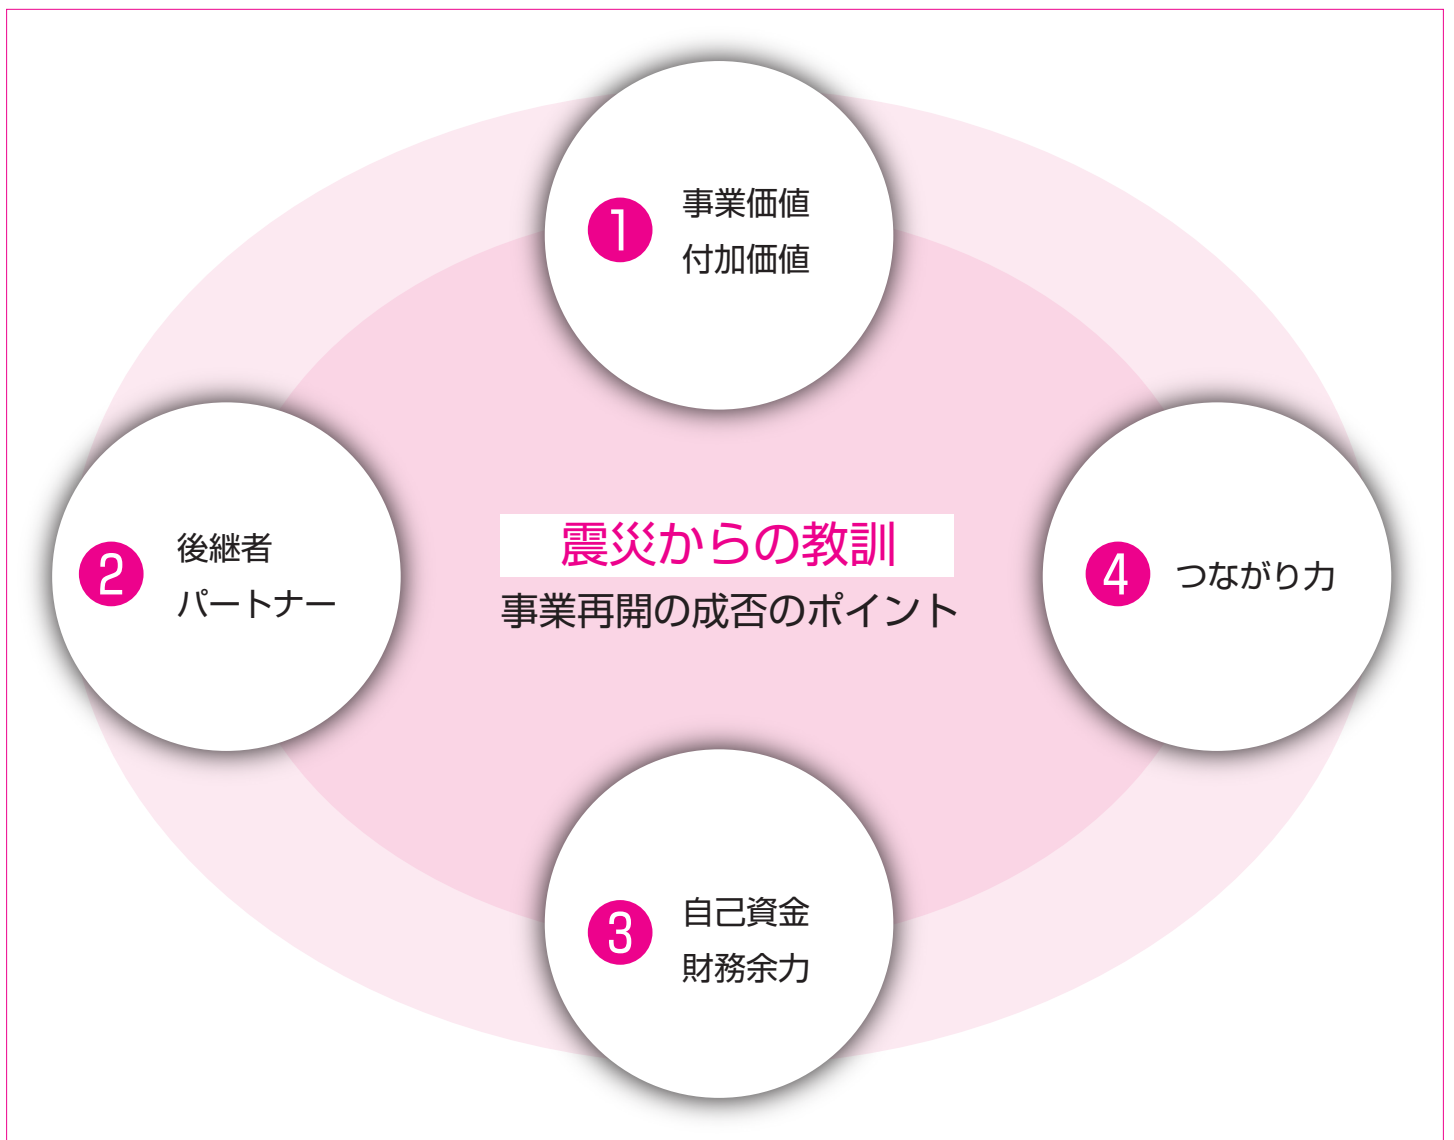 震災からの教訓
事業再開の成否のポイント
1
事業価値
付加価値
2
後継者
パートナー
3
自己資金
財務余力
4
つながり力